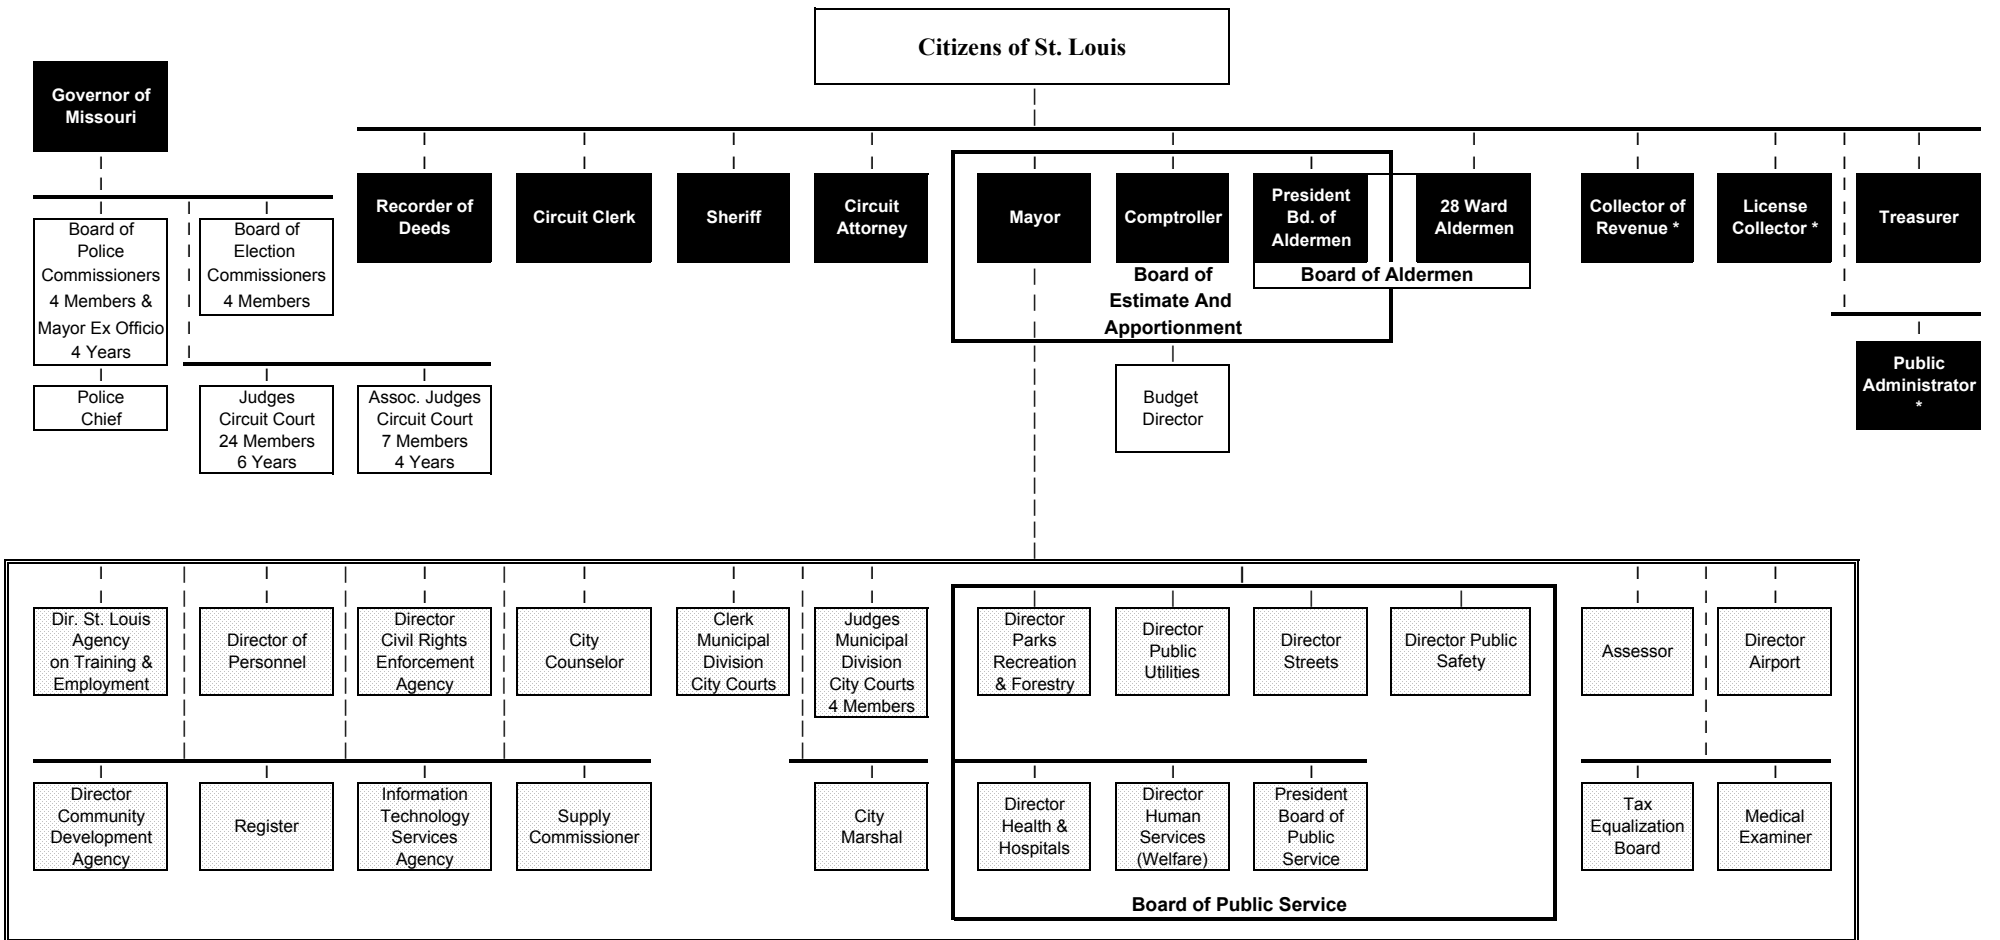 Citizens of St. Louis
Governor of
Missouri
Board of
Police
Commissioners
4 Members &
Mayor Ex Officio
4 Years
Board of
Election
Commissioners
4 Members
Police
Chief
Judges
Circuit Court
24 Members
6 Years
Assoc. Judges
Circuit Court
7 Members
4 Years
Recorder of
Deeds
Circuit Clerk
Sheriff
Circuit
Attorney
Mayor
Comptroller
President
Bd. of
Aldermen
28 Ward
Aldermen
Board of Aldermen
Board of
Estimate And
Apportionment
Budget
Director
Collector of
Revenue *
License
Collector *
Treasurer
Public
Administrator
*
Dir. St. Louis
Agency
on Training &
Employment
Director of
Personnel
Director
Civil Rights
Enforcement
Agency
City
Counselor
Clerk
Municipal
Division
City Courts
Judges
Municipal
Division
City Courts
4 Members
Director
Parks
Recreation
& Forestry
Director
Public
Utilities
Director
Streets
Director Public
Safety
Assessor
Director
Airport
Director
Community
Development
Agency
Register
Information
Technology
Services
Agency
Supply
Commissioner
City
Marshal
Director
Health &
Hospitals
Director
Human
Services
(Welfare)
President
Board of
Public
Service
Tax
Equalization
Board
Medical
Examiner
Board of Public Service